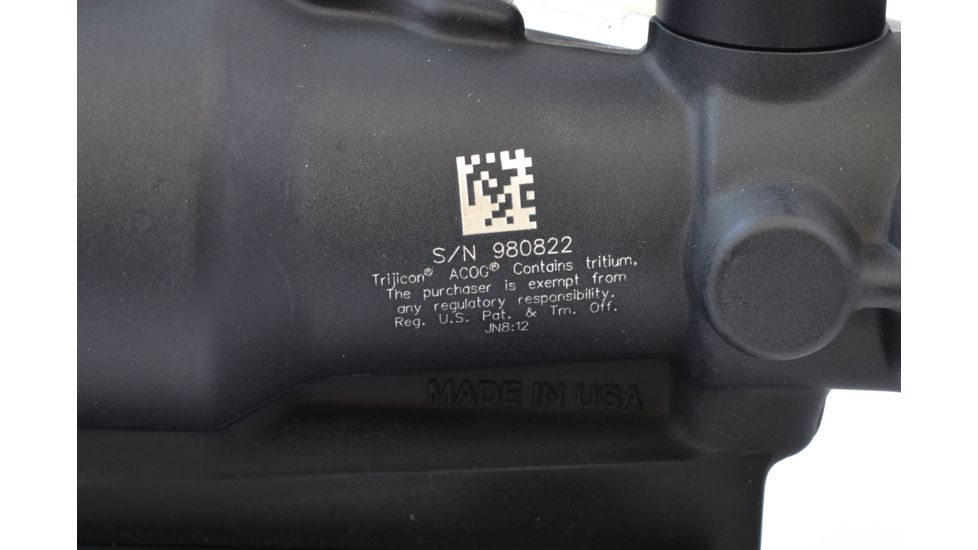 S/N 980822
Trijicon® ACOG® Contains tritium.
The purchaser is exempt from
any regulatory responsibility.
Reg. U.S. Pat. & Tm. Off.
JN8:12
MADE IN USA